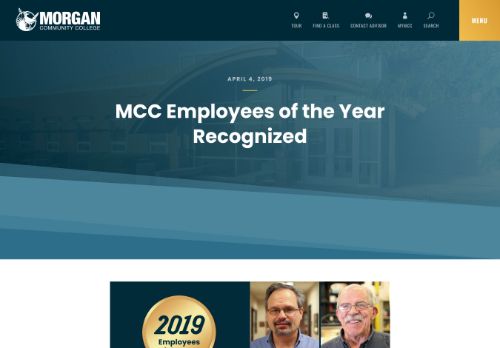 MORGAN
COMMUNITY COLLEGE
TOUR
FIND A CLASS
CONTACT ADVISOR
MYMCC
SEARCH
MENU
APRIL 4, 2019
MCC Employees of the Year
Recognized
2019
Employees